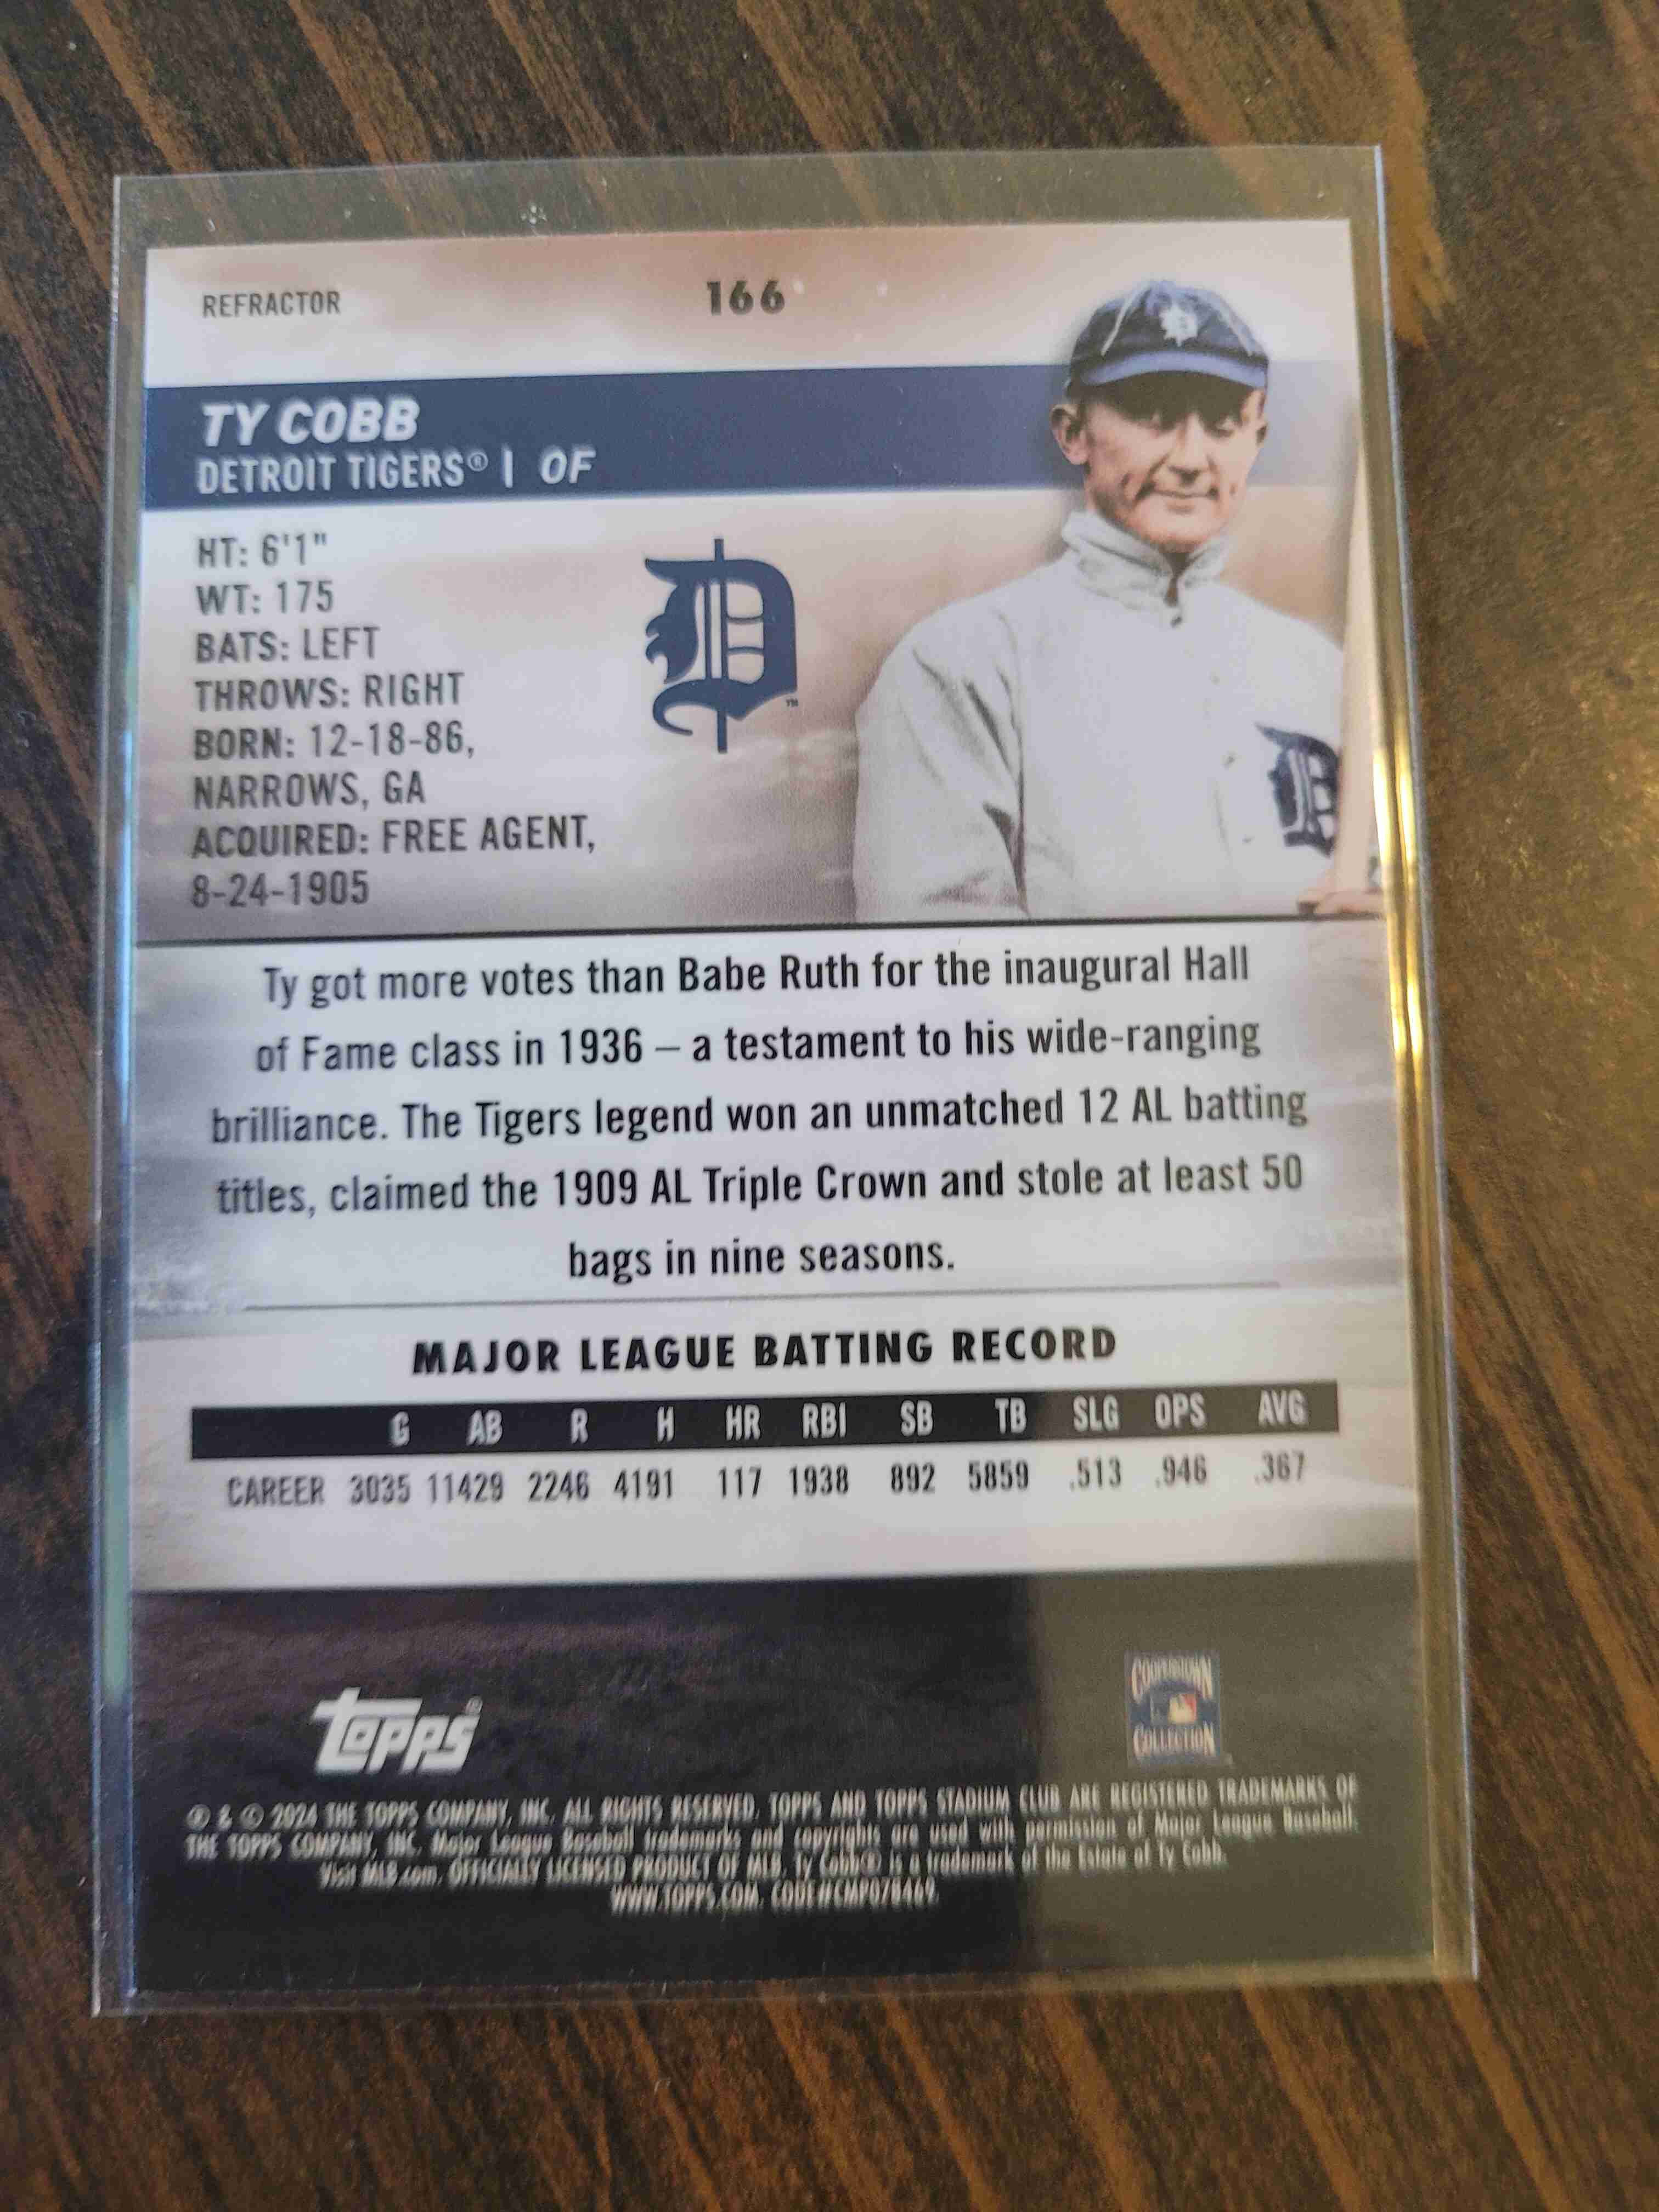 REFRACTOR
166
TY COBB
DETROIT TIGERS® | OF
HT: 6'1"
WT: 175
BATS: LEFT
THROWS: RIGHT
BORN: 12-18-86,
NARROWS, GA
ACQUIRED: FREE AGENT,
8-24-1905
D
™
D
D
Ty got more votes than Babe Ruth for the inaugural Hall
of Fame class in 1936 – a testament to his wide-ranging
brilliance. The Tigers legend won an unmatched 12 AL batting
titles, claimed the 1909 AL Triple Crown and stole at least 50
bags in nine seasons.
MAJOR LEAGUE BATTING RECORD
G AB R H HR RBI SB TB SLG OPS AVG
CAREER 3035 11429 2246 4191 117 1938 892 5859 .513 .946 .367
topps®
COOPERSTOWN
COLLECTION
® & © 2024 THE TOPPS COMPANY, INC. ALL RIGHTS RESERVED. TOPPS AND TOPPS STADIUM CLUB ARE REGISTERED TRADEMARKS OF
THE TOPPS COMPANY, INC. Major League Baseball trademarks and copyrights are used with permission of Major League Baseball.
Visit MLB.com. OFFICIALLY LICENSED PRODUCT OF MLB. Ty Cobb® is a trademark of the Estate of Ty Cobb.
WWW.TOPPS.COM. CODE#CMP078469.